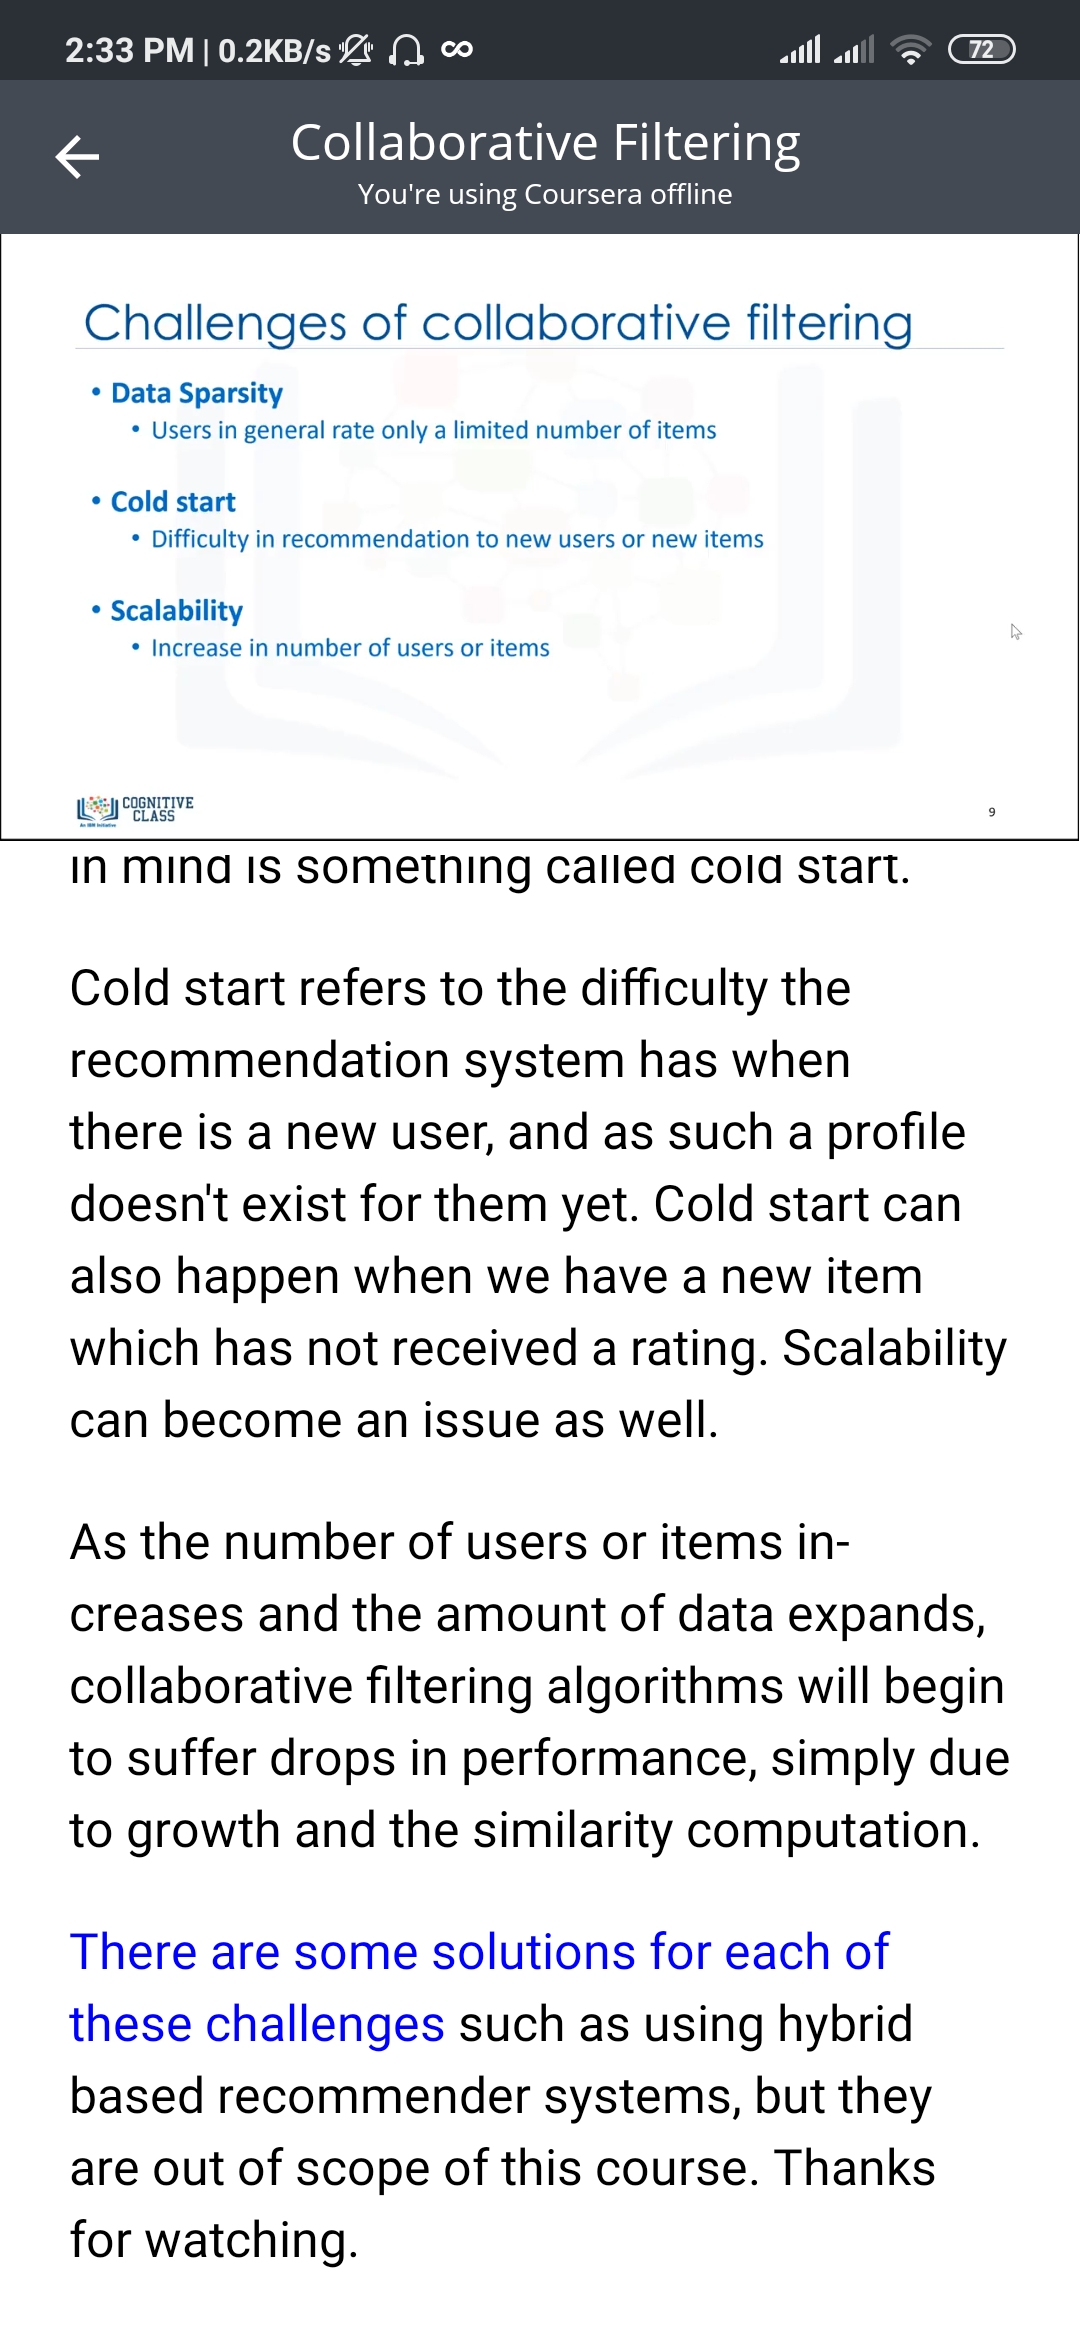 2:33 PM | 0.2KB/s
72
Collaborative Filtering
You're using Coursera offline
Challenges of collaborative filtering
• Data Sparsity
• Users in general rate only a limited number of items
• Cold start
• Difficulty in recommendation to new users or new items
• Scalability
• Increase in number of users or items
COGNITIVE
CLASS
An IBM Initiative
9
in mind is something called cold start.
Cold start refers to the difficulty the
recommendation system has when
there is a new user, and as such a profile
doesn't exist for them yet. Cold start can
also happen when we have a new item
which has not received a rating. Scalability
can become an issue as well.
As the number of users or items in-
creases and the amount of data expands,
collaborative filtering algorithms will begin
to suffer drops in performance, simply due
to growth and the similarity computation.
There are some solutions for each of
these challenges such as using hybrid
based recommender systems, but they
are out of scope of this course. Thanks
for watching.